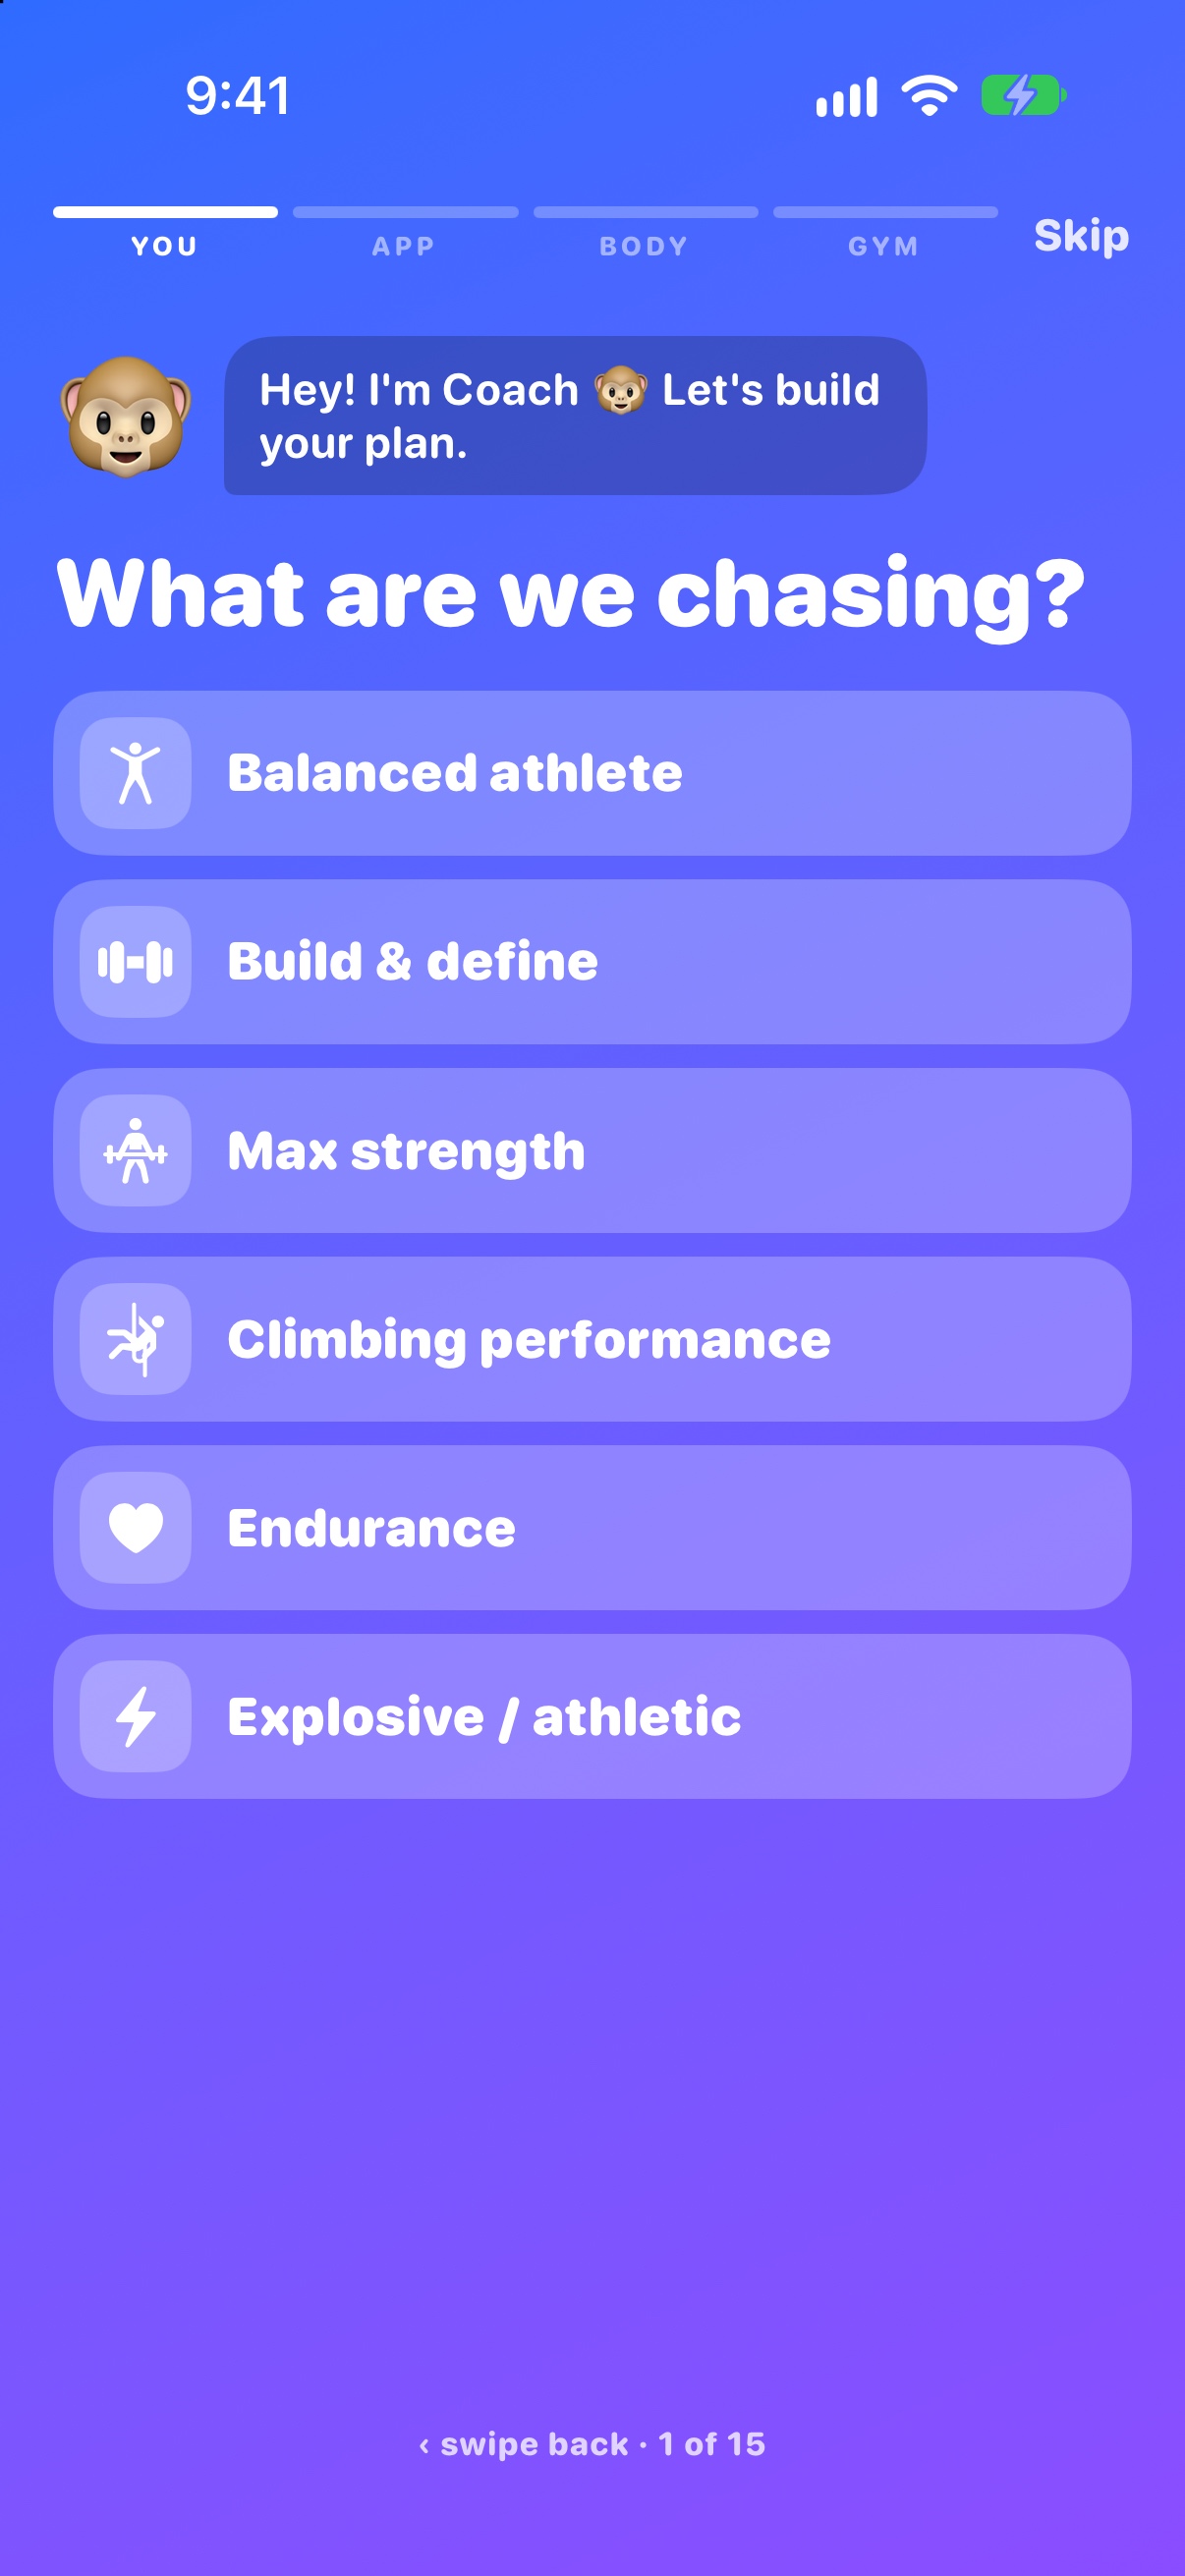 9:41
YOU
APP
BODY
GYM
Skip
Hey! I'm Coach 🐵 Let's build
your plan.
What are we chasing?
Balanced athlete
Build & define
Max strength
Climbing performance
Endurance
Explosive / athletic
‹ swipe back · 1 of 15